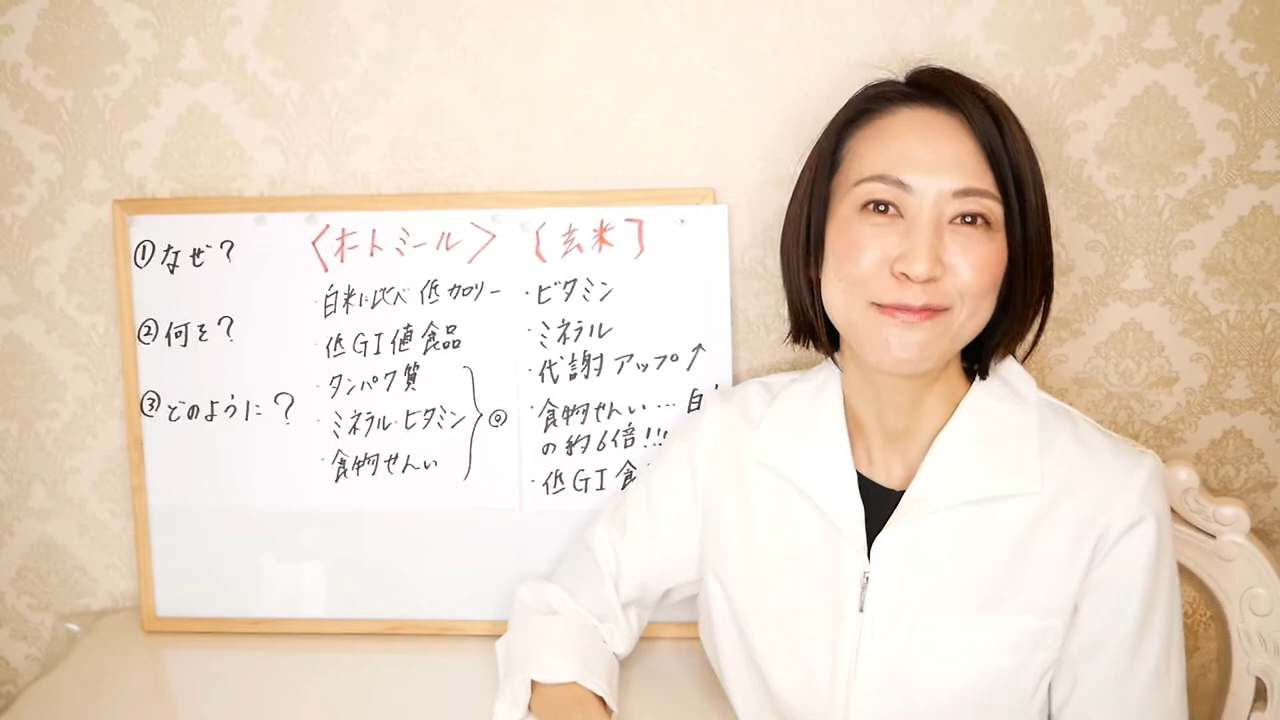 ①なぜ?
②何を?
③どのように?
〈オートミール〉
・白米に比べ 低カロリー
低GI値食品
・タンパク質
・ミネラル・ビタミン
・食物せんい
◎
[玄米]
・ビタミン
・ミネラル
・代謝アップ↑
・食物せんい…白
の約6倍!!!
・低GI食